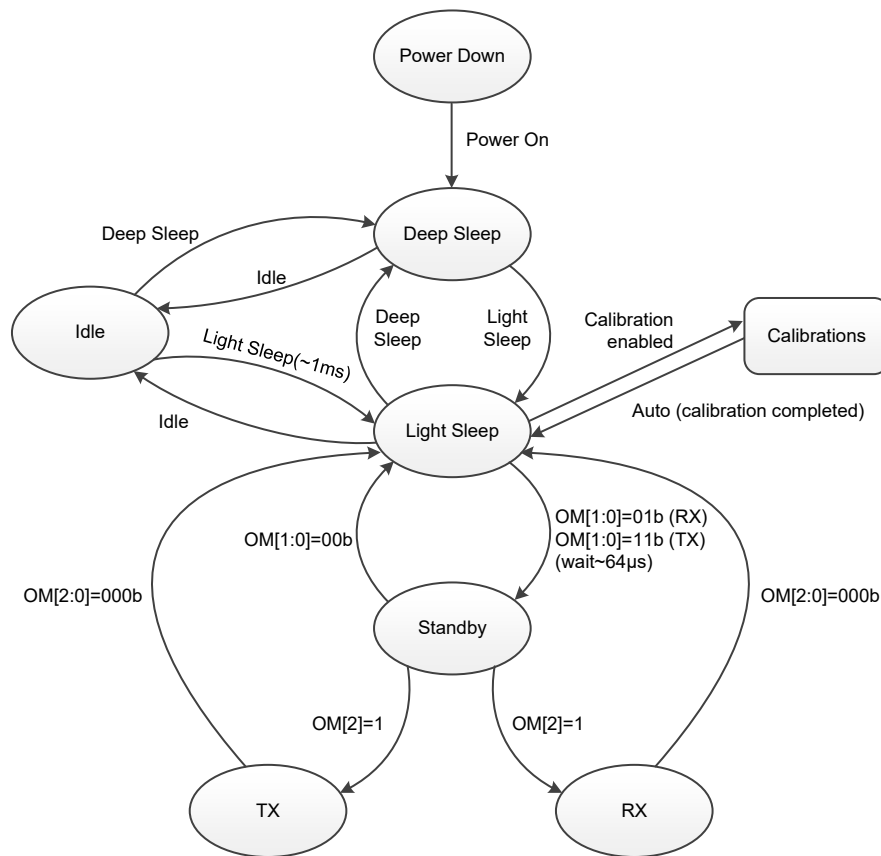 Power Down
Power On
Deep Sleep
Deep Sleep
Idle
Idle
Deep
Sleep
Light
Sleep
Calibration
enabled
Calibrations
Light Sleep(~1ms)
Auto (calibration completed)
Idle
Light Sleep
OM[1:0]=01b (RX)
OM[1:0]=11b (TX)
(wait~64μs)
OM[1:0]=00b
OM[2:0]=000b
OM[2:0]=000b
Standby
OM[2]=1
OM[2]=1
TX
RX